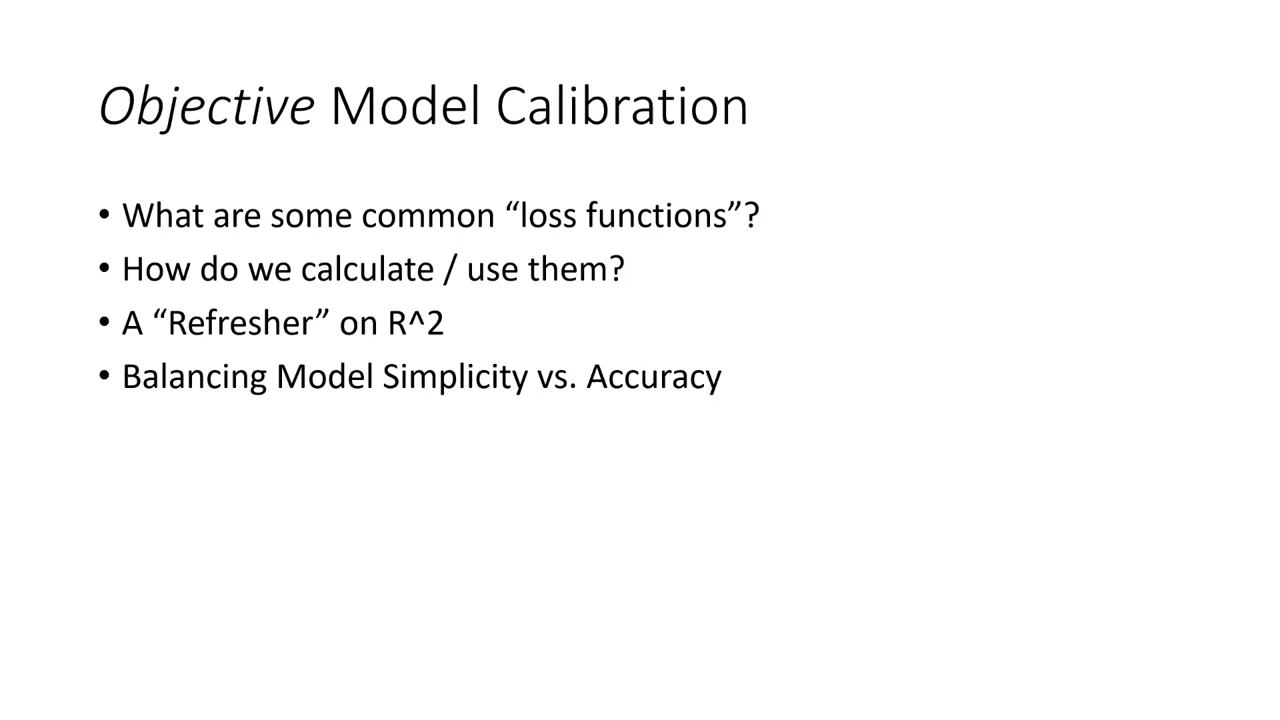 Objective Model Calibration
• What are some common “loss functions”?
• How do we calculate / use them?
• A “Refresher” on R^2
• Balancing Model Simplicity vs. Accuracy